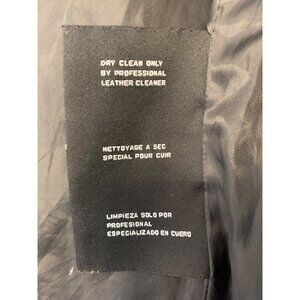 DRY CLEAN ONLY
BY PROFESSIONAL
LEATHER CLEANER
NETTOYAGE A SEC
SPECIAL POUR CUIR
LIMPIEZA SOLO POR
PROFESIONAL
ESPECIALIZADO EN CUERO